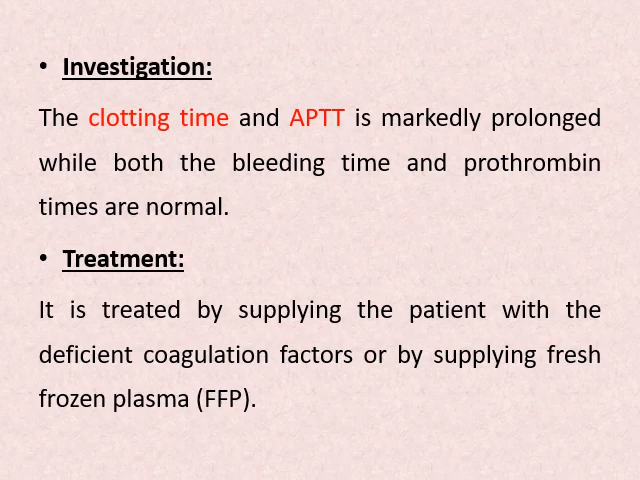 • Investigation:
The clotting time and APTT is markedly prolonged
while both the bleeding time and prothrombin
times are normal.
• Treatment:
It is treated by supplying the patient with the
deficient coagulation factors or by supplying fresh
frozen plasma (FFP).